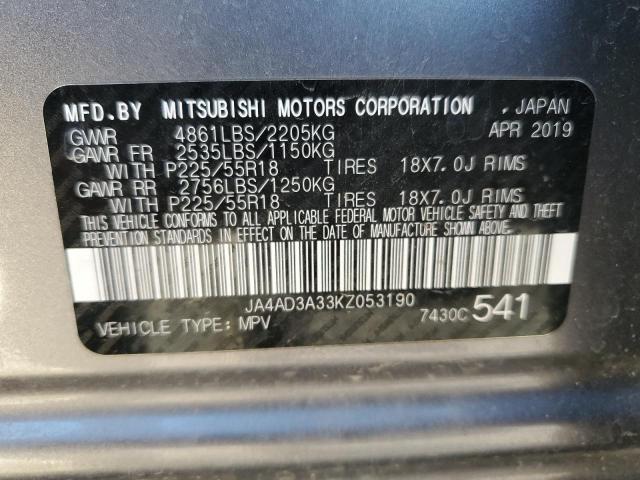 MFD.BY MITSUBISHI MOTORS CORPORATION . JAPAN
GVWR 4861LBS/2205KG APR 2019
GAWR FR 2535LBS/1150KG
WITH P225/55R18 TIRES 18X7.0J RIMS
GAWR RR 2756LBS/1250KG
WITH P225/55R18 TIRES 18X7.0J RIMS
THIS VEHICLE CONFORMS TO ALL APPLICABLE FEDERAL MOTOR VEHICLE SAFETY AND THEFT
PREVENTION STANDARDS IN EFFECT ON THE DATE OF MANUFACTURE SHOWN ABOVE.
JA4AD3A33KZ053190
VEHICLE TYPE: MPV 7430C 541